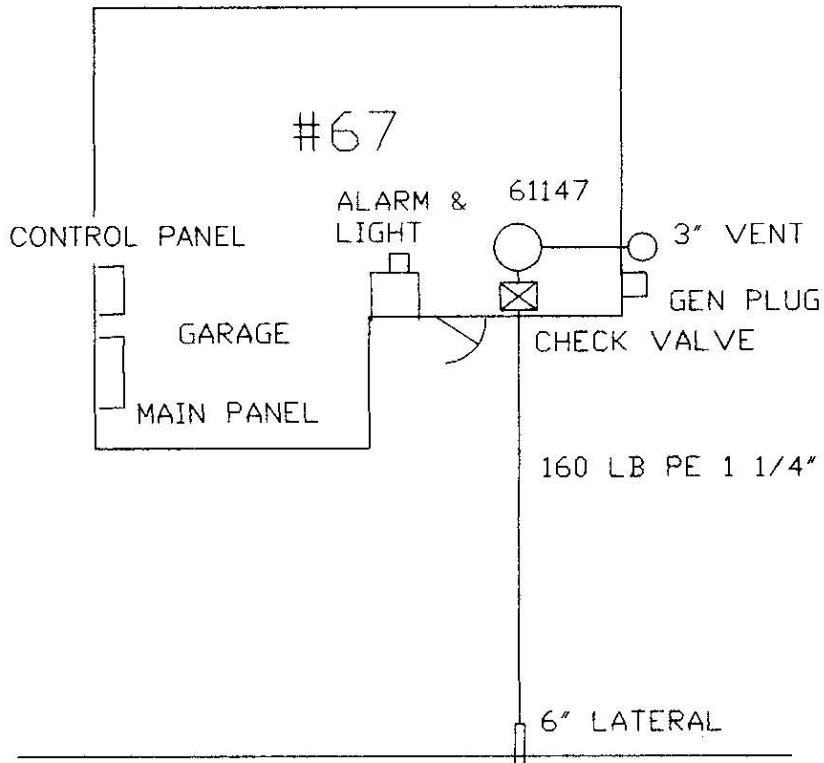 #67
ALARM &
LIGHT
61147
CONTROL PANEL
3" VENT
GEN PLUG
GARAGE
CHECK VALVE
MAIN PANEL
160 LB PE 1 1/4"
6" LATERAL